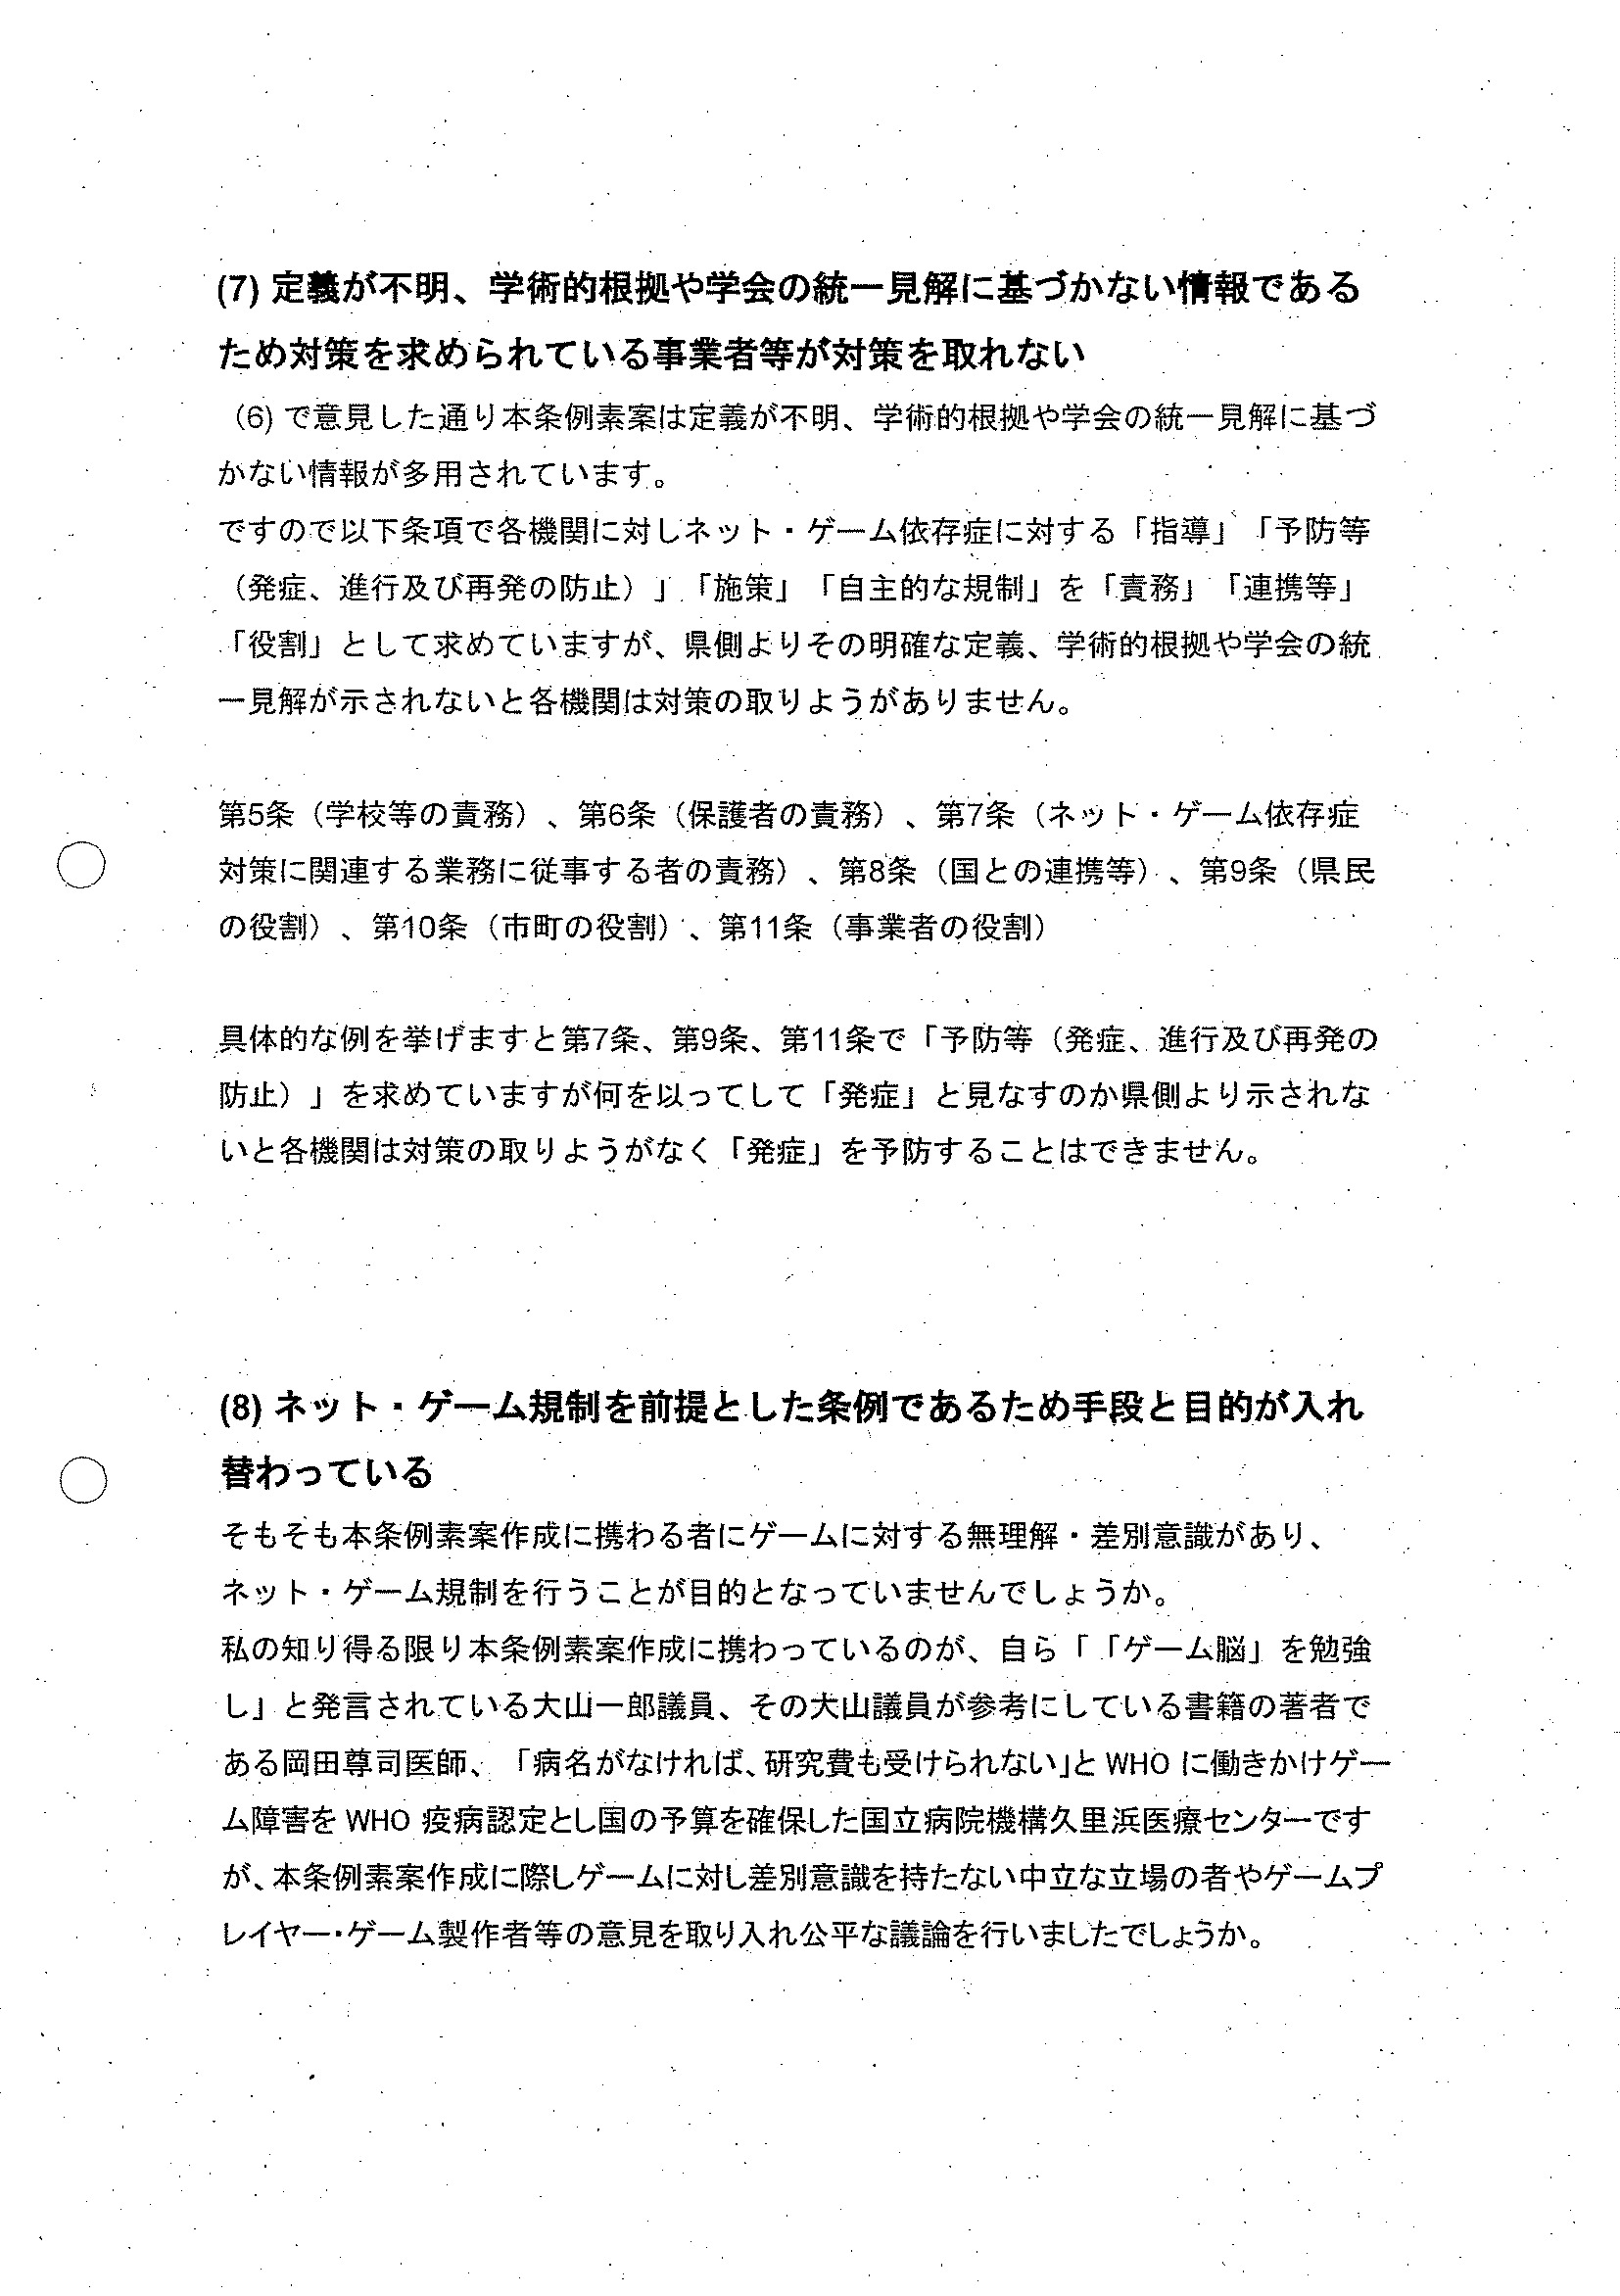 (7) 定義が不明、学術的根拠や学会の統一見解に基づかない情報である
ため対策を求められている事業者等が対策を取れない
（6）で意見した通り本条例素案は定義が不明、学術的根拠や学会の統一見解に基づ
かない情報が多用されています。
ですので以下条項で各機関に対しネット・ゲーム依存症に対する「指導」「予防等
（発症、進行及び再発の防止）」「施策」「自主的な規制」を「責務」「連携等」
「役割」として求めていますが、県側よりその明確な定義、学術的根拠や学会の統
一見解が示されないと各機関は対策の取りようがありません。
第5条（学校等の責務）、第6条（保護者の責務）、第7条（ネット・ゲーム依存症
対策に関連する業務に従事する者の責務）、第8条（国との連携等）、第9条（県民
の役割）、第10条（市町の役割）、第11条（事業者の役割）
具体的な例を挙げますと第7条、第9条、第11条で「予防等（発症、進行及び再発の
防止）」を求めていますが何を以ってして「発症」と見なすのか県側より示されな
いと各機関は対策の取りようがなく「発症」を予防することはできません。
(8) ネット・ゲーム規制を前提とした条例であるため手段と目的が入れ
替わっている
そもそも本条例素案作成に携わる者にゲームに対する無理解・差別意識があり、
ネット・ゲーム規制を行うことが目的となっていませんでしょうか。
私の知り得る限り本条例素案作成に携わっているのが、自ら「「ゲーム脳」を勉強
し」と発言されている大山一郎議員、その大山議員が参考にしている書籍の著者で
ある岡田尊司医師、「病名がなければ、研究費も受けられない」と WHO に働きかけゲー
ム障害を WHO 疫病認定とし国の予算を確保した国立病院機構久里浜医療センターです
が、本条例素案作成に際しゲームに対し差別意識を持たない中立な立場の者やゲームプ
レイヤー・ゲーム製作者等の意見を取り入れ公平な議論を行いましたでしょうか。